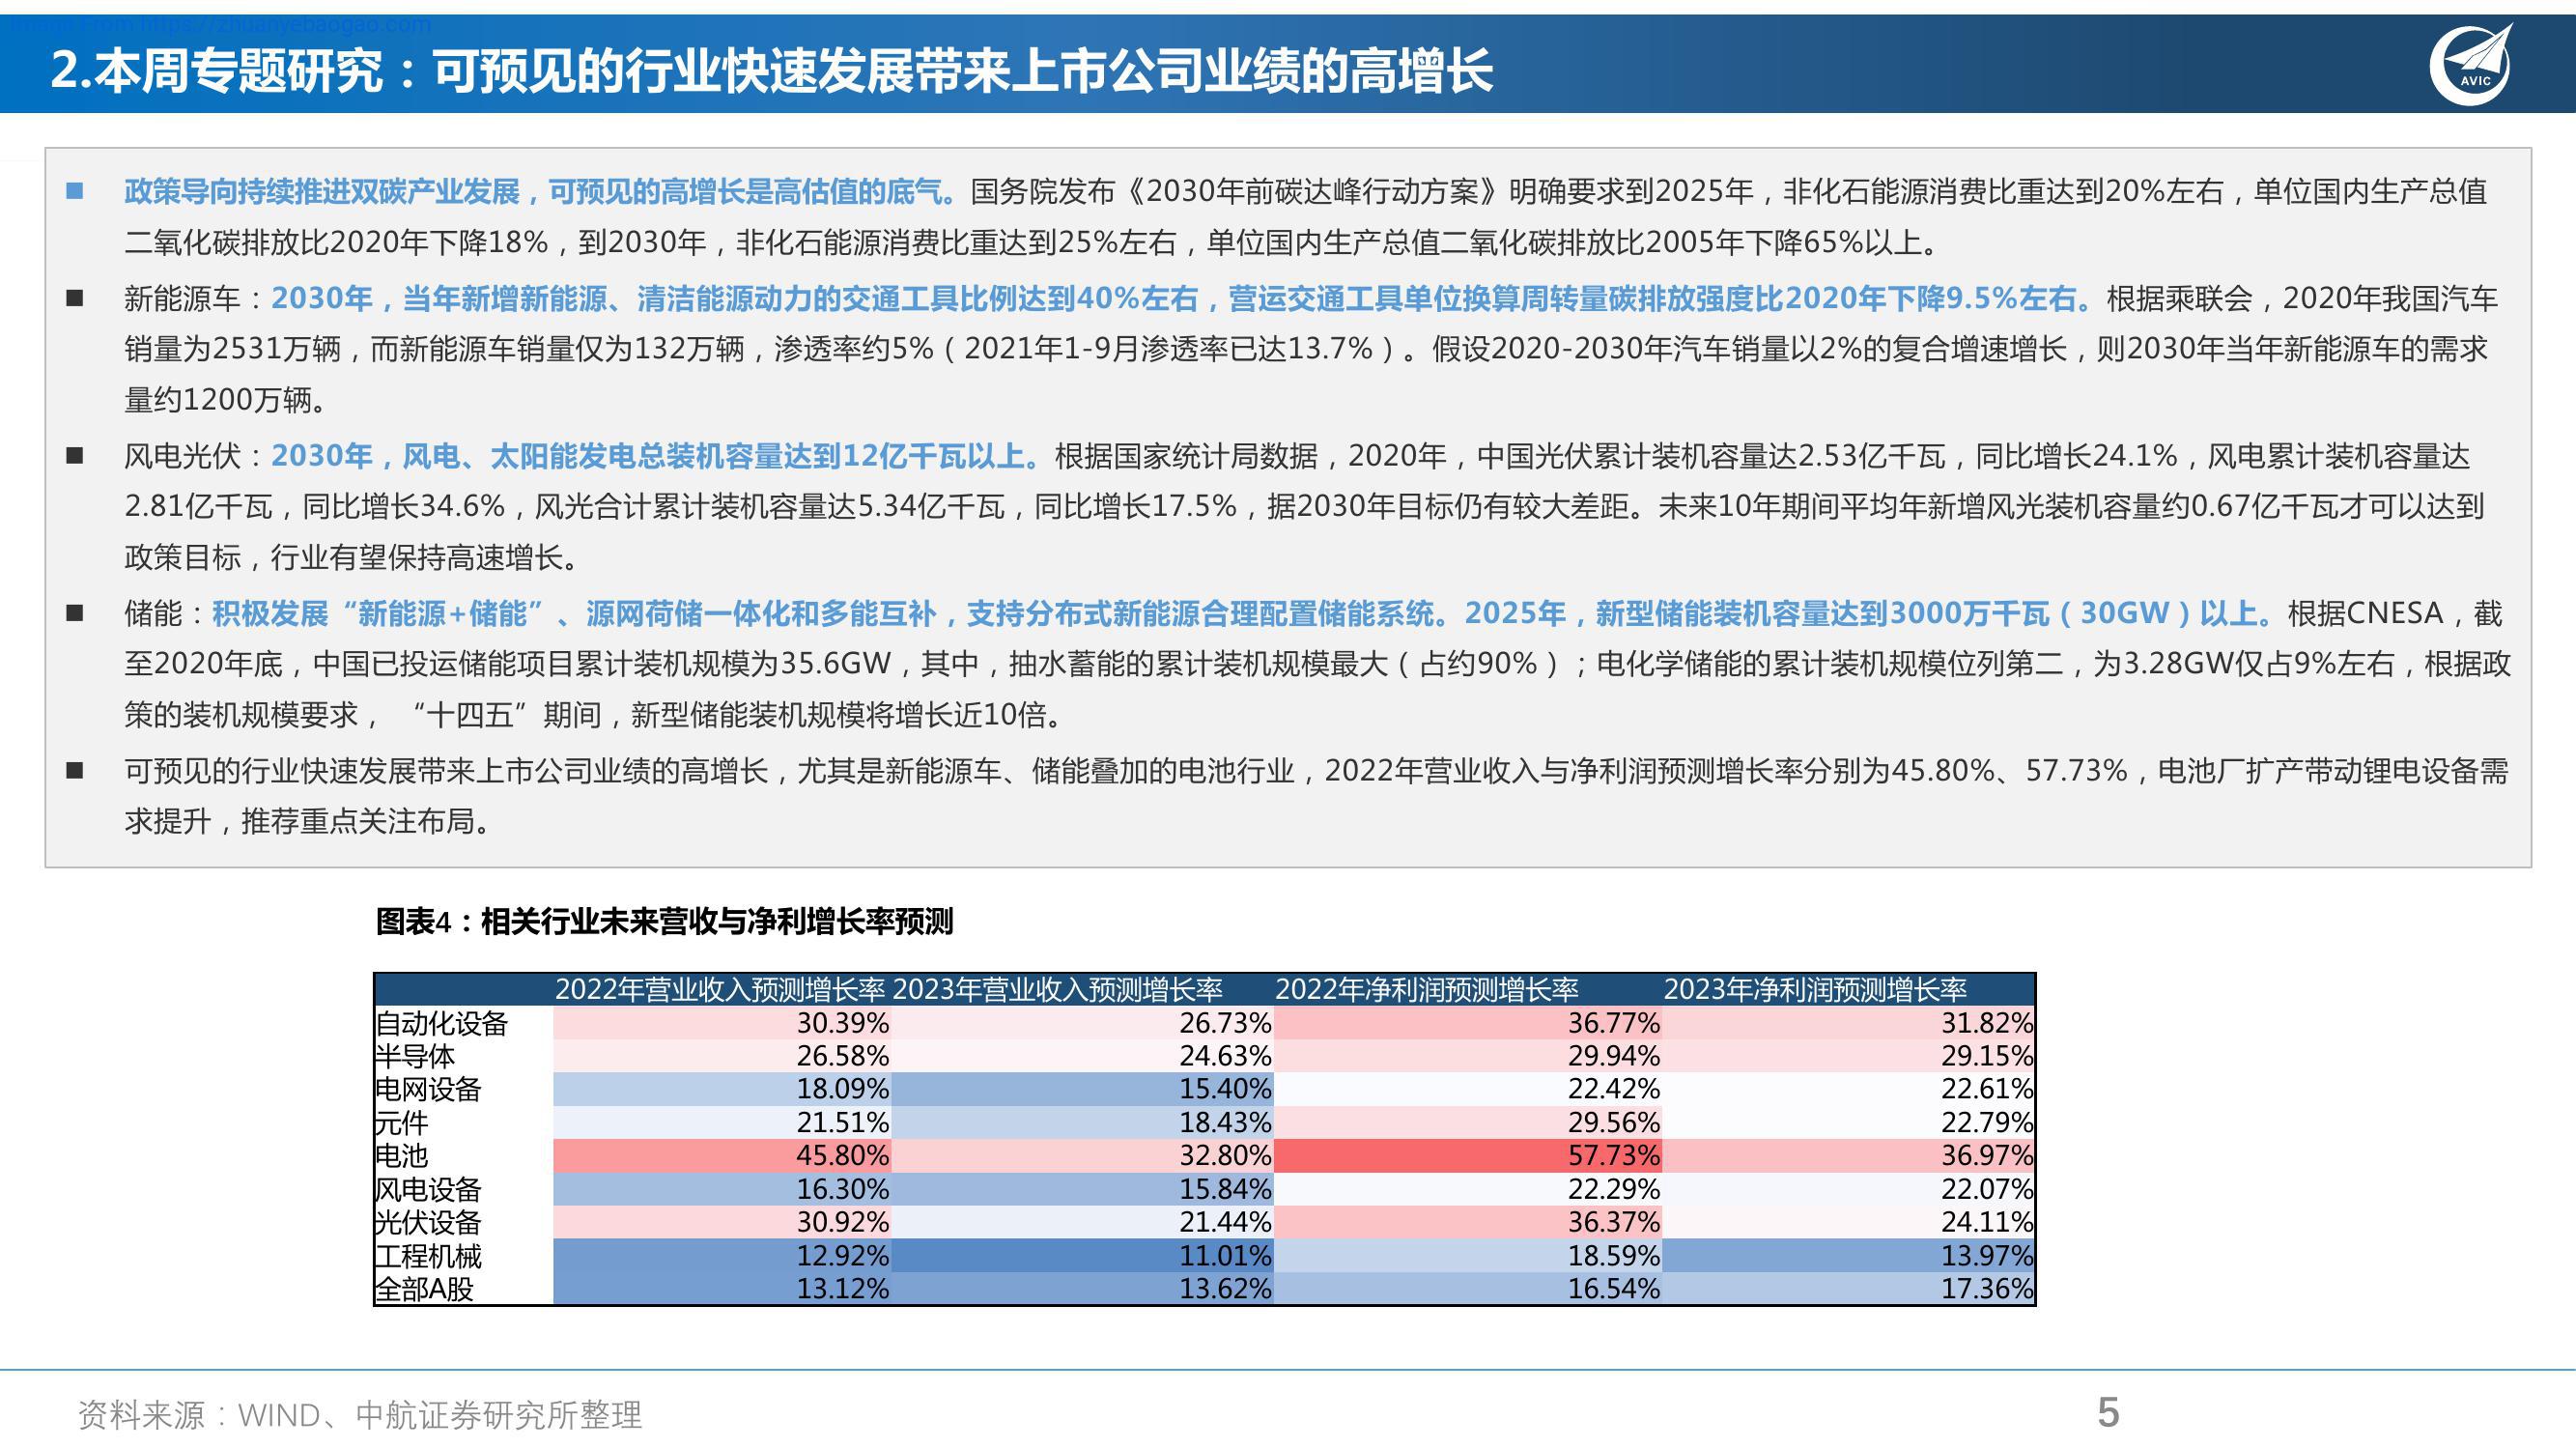 Image From https://zhuanyebaogao.com
2.本周专题研究：可预见的行业快速发展带来上市公司业绩的高增长
AVIC
■ 政策导向持续推进双碳产业发展，可预见的高增长是高估值的底气。国务院发布《2030年前碳达峰行动方案》明确要求到2025年，非化石能源消费比重达到20%左右，单位国内生产总值
二氧化碳排放比2020年下降18%，到2030年，非化石能源消费比重达到25%左右，单位国内生产总值二氧化碳排放比2005年下降65%以上。
■ 新能源车：2030年，当年新增新能源、清洁能源动力的交通工具比例达到40%左右，营运交通工具单位换算周转量碳排放强度比2020年下降9.5%左右。根据乘联会，2020年我国汽车
销量为2531万辆，而新能源车销量仅为132万辆，渗透率约5%（2021年1-9月渗透率已达13.7%）。假设2020-2030年汽车销量以2%的复合增速增长，则2030年当年新能源车的需求
量约1200万辆。
■ 风电光伏：2030年，风电、太阳能发电总装机容量达到12亿千瓦以上。根据国家统计局数据，2020年，中国光伏累计装机容量达2.53亿千瓦，同比增长24.1%，风电累计装机容量达
2.81亿千瓦，同比增长34.6%，风光合计累计装机容量达5.34亿千瓦，同比增长17.5%，据2030年目标仍有较大差距。未来10年期间平均年新增风光装机容量约0.67亿千瓦才可以达到
政策目标，行业有望保持高速增长。
■ 储能：积极发展“新能源+储能”、源网荷储一体化和多能互补，支持分布式新能源合理配置储能系统。2025年，新型储能装机容量达到3000万千瓦（30GW）以上。根据CNESA，截
至2020年底，中国已投运储能项目累计装机规模为35.6GW，其中，抽水蓄能的累计装机规模最大（占约90%）；电化学储能的累计装机规模位列第二，为3.28GW仅占9%左右，根据政
策的装机规模要求，“十四五”期间，新型储能装机规模将增长近10倍。
■ 可预见的行业快速发展带来上市公司业绩的高增长，尤其是新能源车、储能叠加的电池行业，2022年营业收入与净利润预测增长率分别为45.80%、57.73%，电池厂扩产带动锂电设备需
求提升，推荐重点关注布局。
图表4：相关行业未来营收与净利增长率预测
2022年营业收入预测增长率 2023年营业收入预测增长率 2022年净利润预测增长率 2023年净利润预测增长率
自动化设备 30.39% 26.73% 36.77% 31.82%
半导体 26.58% 24.63% 29.94% 29.15%
电网设备 18.09% 15.40% 22.42% 22.61%
元件 21.51% 18.43% 29.56% 22.79%
电池 45.80% 32.80% 57.73% 36.97%
风电设备 16.30% 15.84% 22.29% 22.07%
光伏设备 30.92% 21.44% 36.37% 24.11%
工程机械 12.92% 11.01% 18.59% 13.97%
全部A股 13.12% 13.62% 16.54% 17.36%
资料来源：WIND、中航证券研究所整理
5